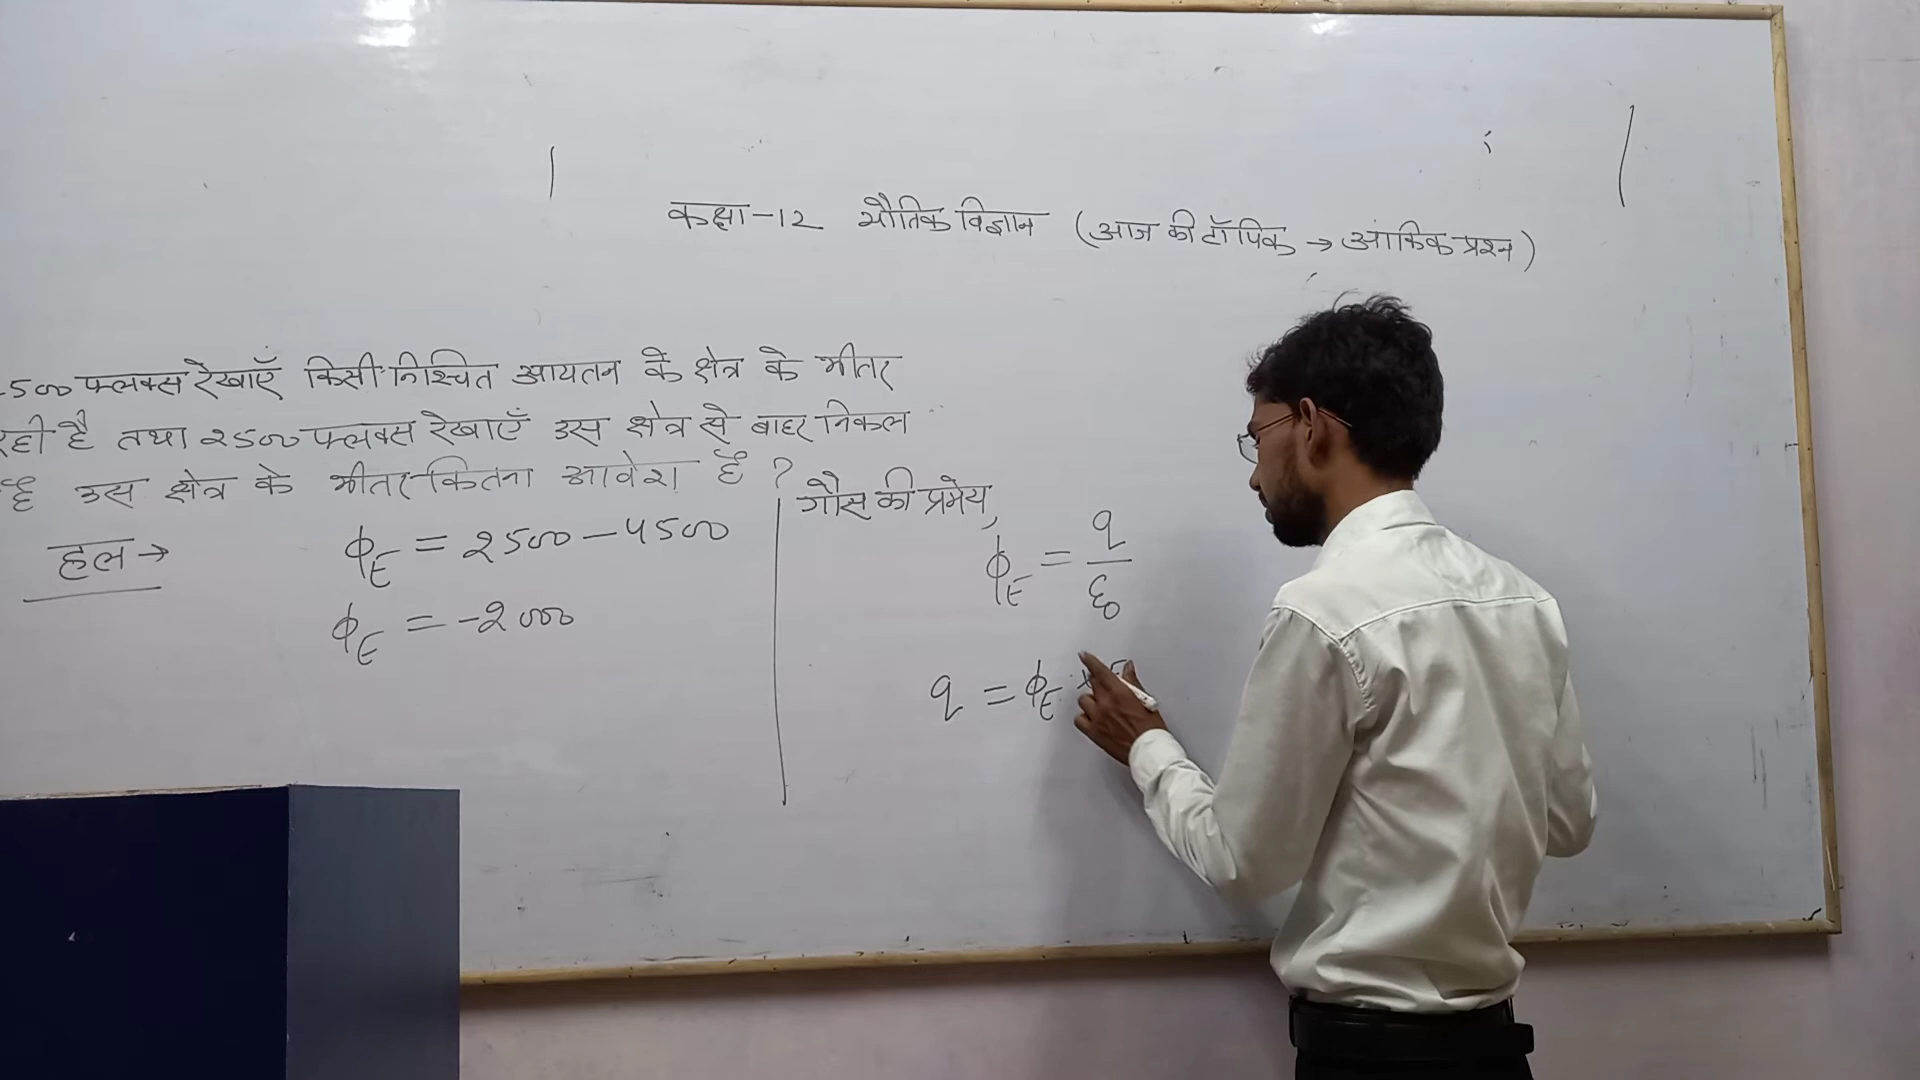 कक्षा-12 भौतिक विज्ञान (आज की टॉपिक → आंकिक प्रश्न)
500 फ्लक्स रेखाएँ किसी निश्चित आयतन के क्षेत्र के भीतर
रही है तथा 2500 फ्लक्स रेखाएँ उस क्षेत्र से बाहर निकल
है उस क्षेत्र के भीतर कितना आवेश है ?
हल →
ϕE = 2500 - 4500
ϕE = -2000
गौस की प्रमेय,
ϕE = q/ε0
q = ϕE ×